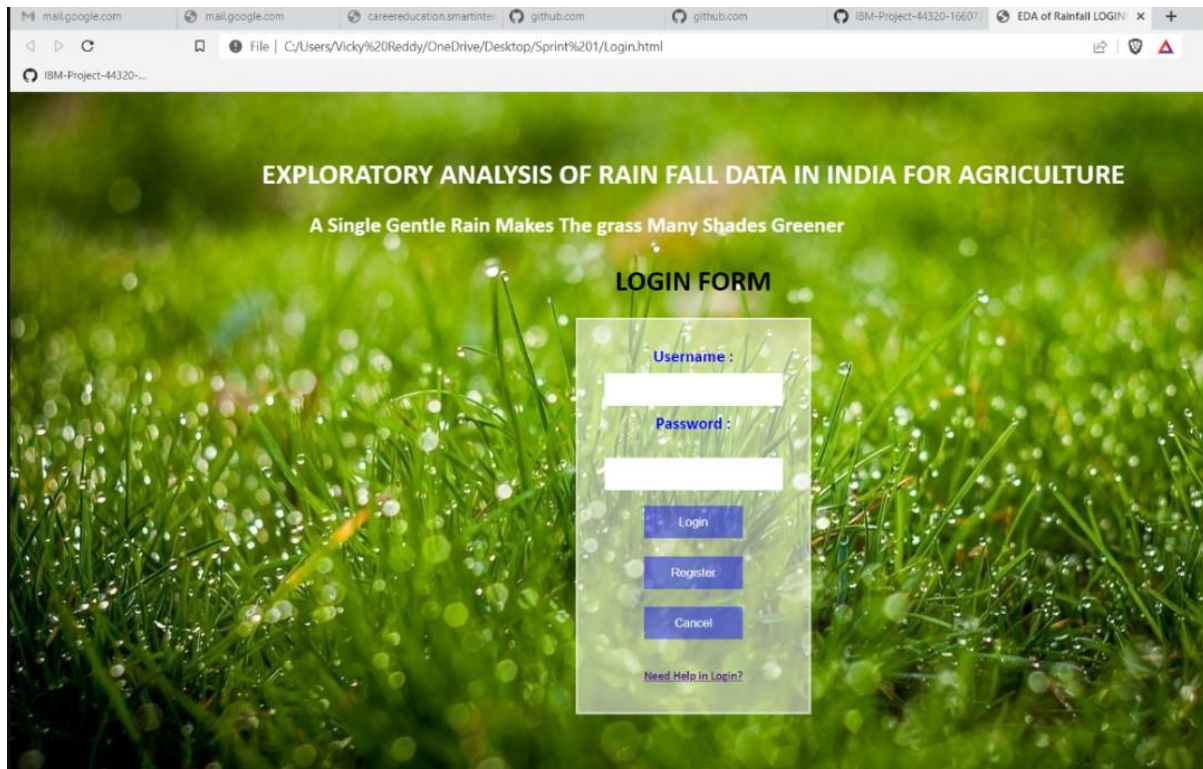 mail.google.com mail.google.com careereducation.smartinter github.com github.com IBM-Project-44320-16607 EDA of Rainfall LOGIN
File | C:/Users/Vicky%20Reddy/OneDrive/Desktop/Sprint%201/Login.html
IBM-Project-44320-...
EXPLORATORY ANALYSIS OF RAIN FALL DATA IN INDIA FOR AGRICULTURE
A Single Gentle Rain Makes The grass Many Shades Greener
LOGIN FORM
Username :
Password :
Login
Register
Cancel
Need Help in Login?